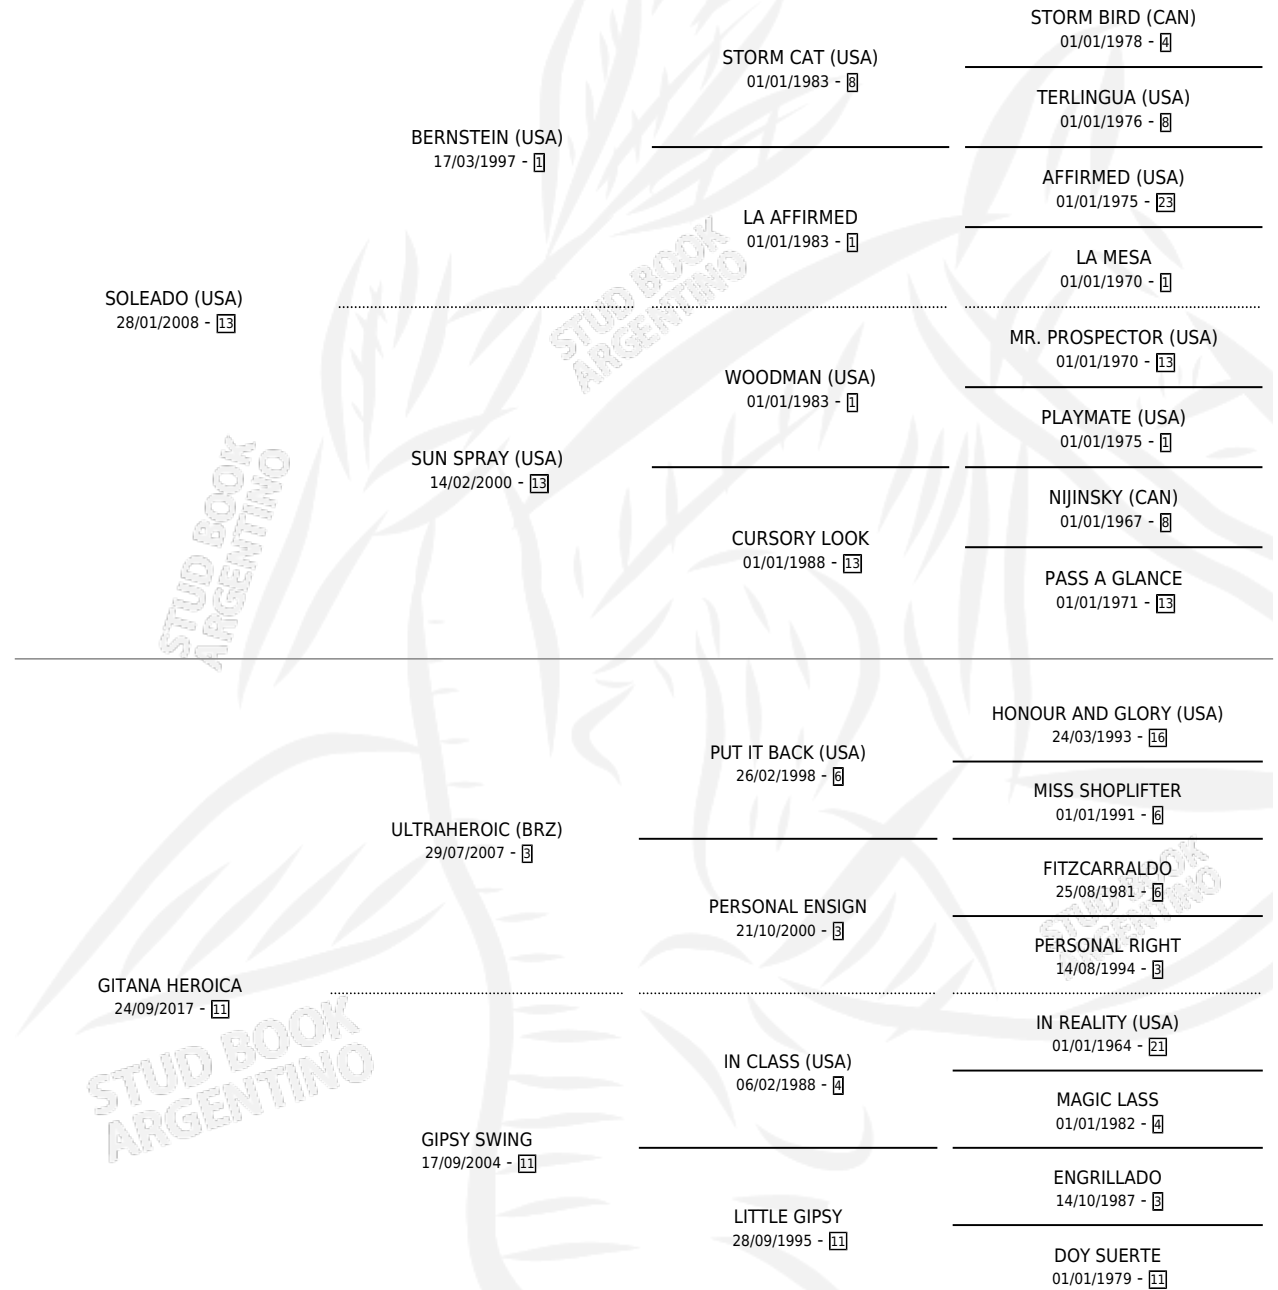 STORM BIRD (CAN)
01/01/1978 - 4
STORM CAT (USA)
01/01/1983 - 8
TERLINGUA (USA)
01/01/1976 - 8
BERNSTEIN (USA)
17/03/1997 - 1
AFFIRMED (USA)
01/01/1975 - 23
LA AFFIRMED
01/01/1983 - 1
LA MESA
01/01/1970 - 1
SOLEADO (USA)
28/01/2008 - 13
MR. PROSPECTOR (USA)
01/01/1970 - 13
WOODMAN (USA)
01/01/1983 - 1
PLAYMATE (USA)
01/01/1975 - 1
SUN SPRAY (USA)
14/02/2000 - 13
NIJINSKY (CAN)
01/01/1967 - 8
CURSORY LOOK
01/01/1988 - 13
PASS A GLANCE
01/01/1971 - 13
HONOUR AND GLORY (USA)
24/03/1993 - 16
PUT IT BACK (USA)
26/02/1998 - 6
MISS SHOPLIFTER
01/01/1991 - 6
ULTRAHEROIC (BRZ)
29/07/2007 - 3
FITZCARRALDO
25/08/1981 - 6
PERSONAL ENSIGN
21/10/2000 - 3
PERSONAL RIGHT
14/08/1994 - 3
GITANA HEROICA
24/09/2017 - 11
IN REALITY (USA)
01/01/1964 - 21
IN CLASS (USA)
06/02/1988 - 4
MAGIC LASS
01/01/1982 - 4
GIPSY SWING
17/09/2004 - 11
ENGRILLADO
14/10/1987 - 3
LITTLE GIPSY
28/09/1995 - 11
DOY SUERTE
01/01/1979 - 11
STUD BOOK
ARGENTINO
STUD BOOK
ARGENTINO
STUD BOOK
ARGENTINO
STUD BOOK
ARGENTINO